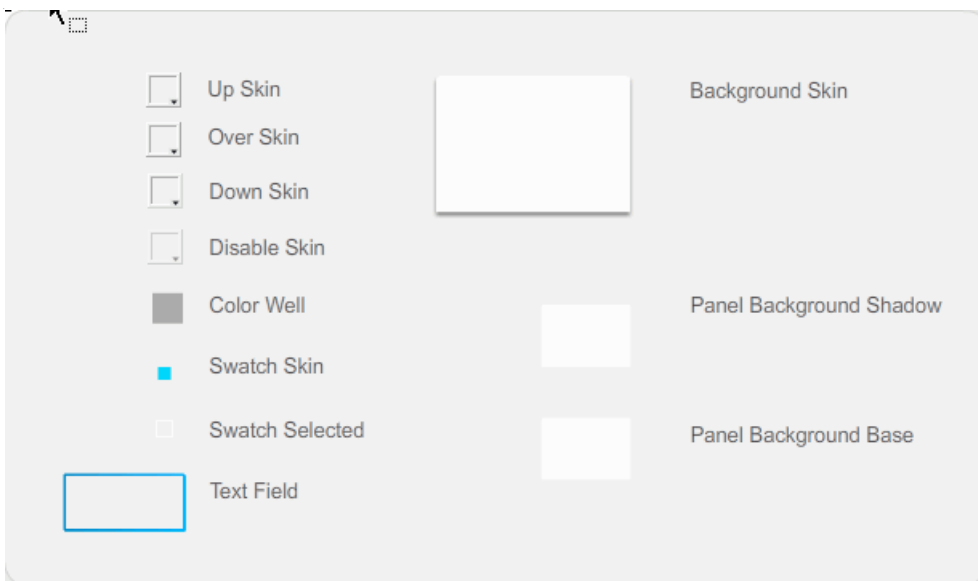 Up Skin
Over Skin
Down Skin
Disable Skin
Color Well
Swatch Skin
Swatch Selected
Text Field
Background Skin
Panel Background Shadow
Panel Background Base